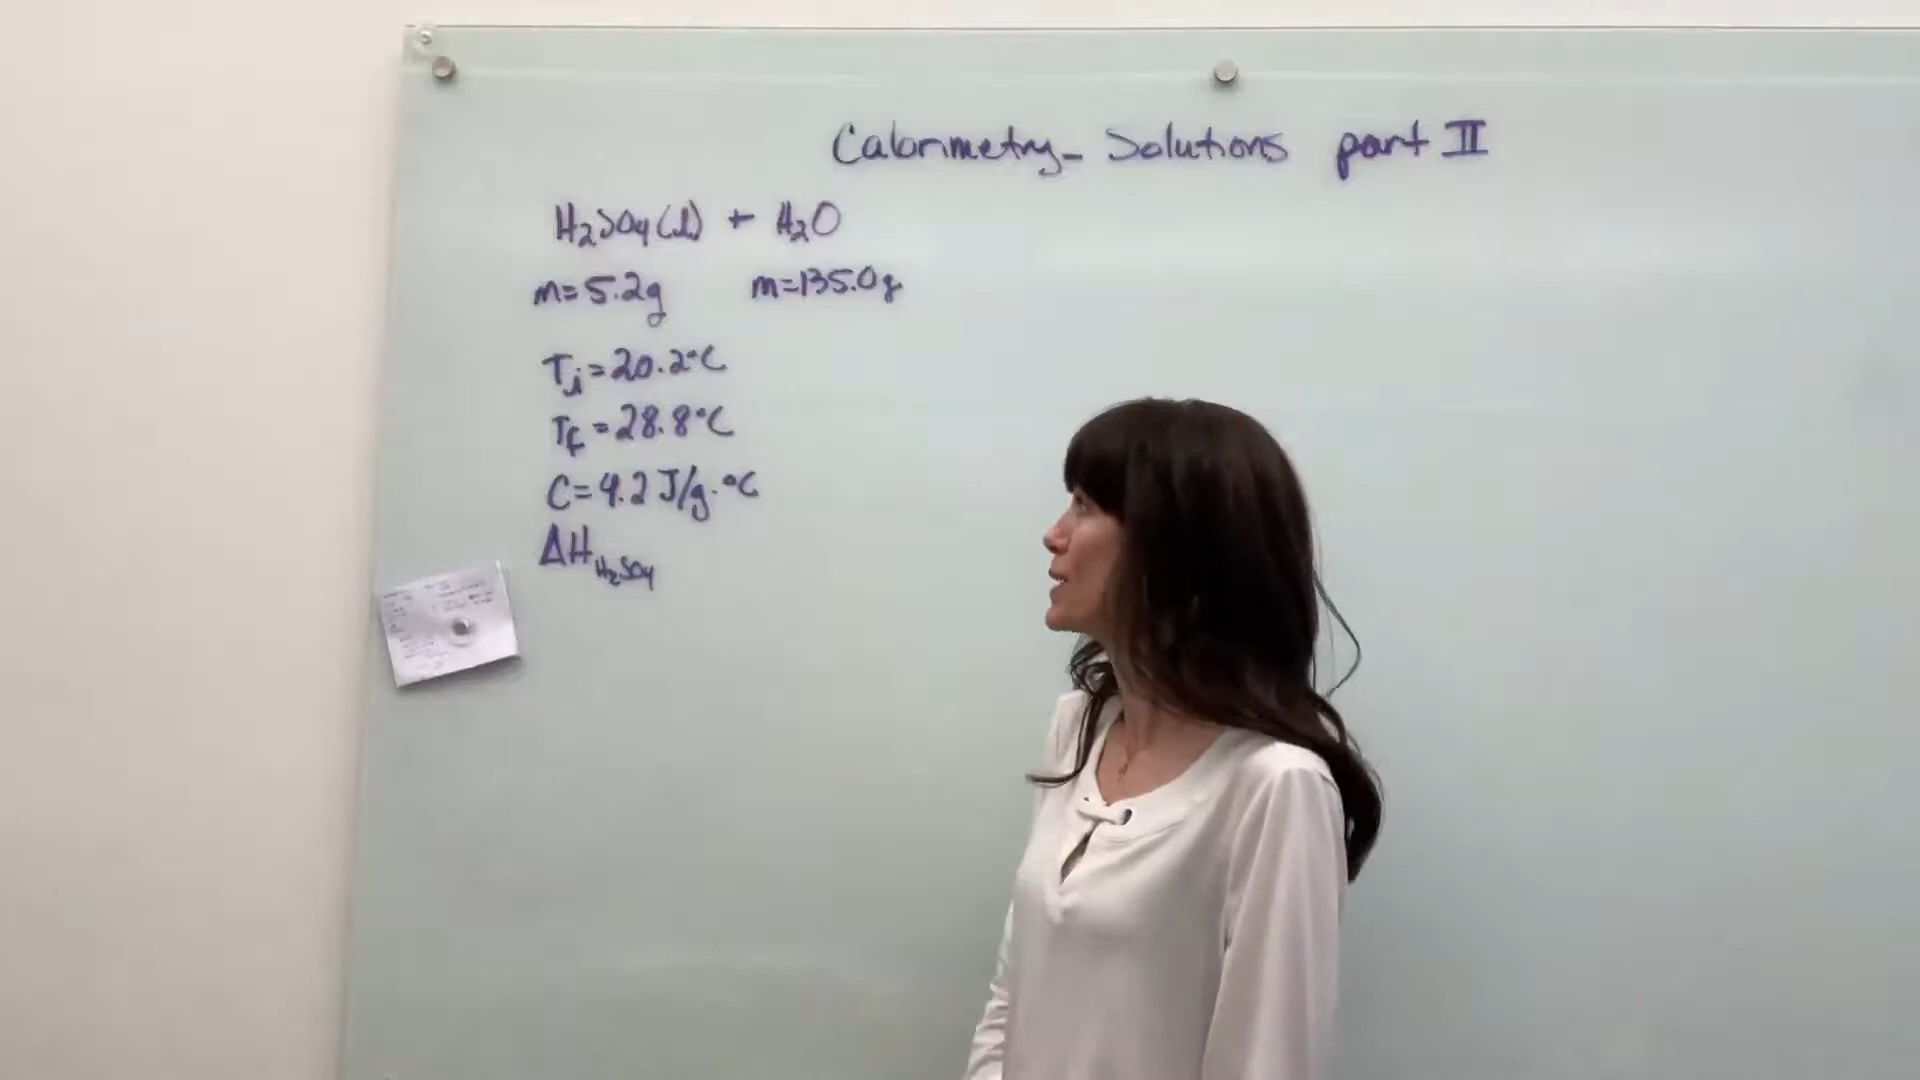 Calorimetry- Solutions part II
H₂SO₄(l) + H₂O
m=5.2g m=135.0g
Ti=20.2°C
Tf=28.8°C
C=4.2 J/g·°C
ΔH H₂SO₄